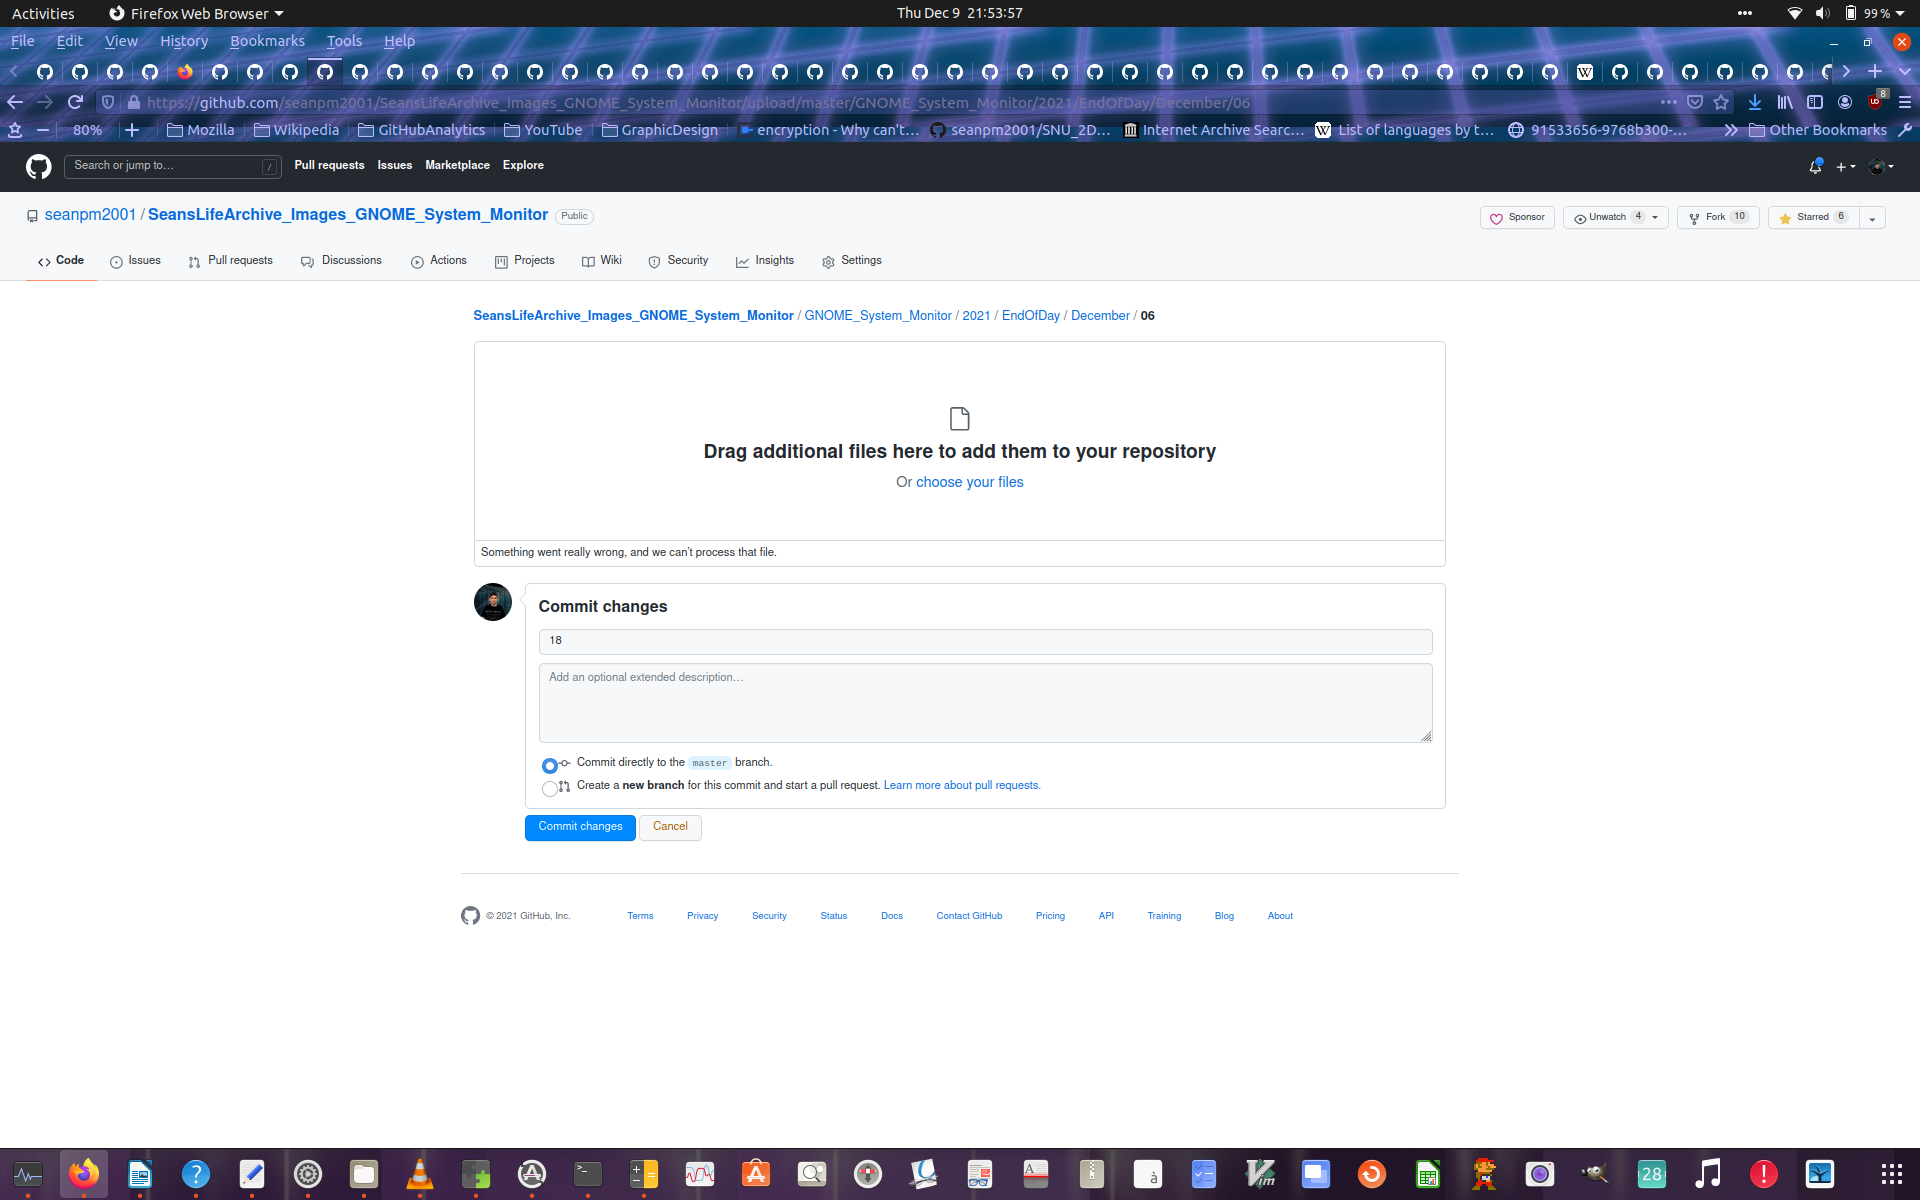 Activities Firefox Web Browser Thu Dec 9 21:53:57 99 %
File Edit View History Bookmarks Tools Help
https://github.com/seanpm2001/SeansLifeArchive_Images_GNOME_System_Monitor/upload/master/GNOME_System_Monitor/2021/EndOfDay/December/06 8
80% Mozilla Wikipedia GitHubAnalytics YouTube GraphicDesign encryption - Why can't… seanpm2001/SNU_2D… Internet Archive Searc… List of languages by t… 91533656-9768b300-… Other Bookmarks
Search or jump to… / Pull requests Issues Marketplace Explore
seanpm2001 / SeansLifeArchive_Images_GNOME_System_Monitor Public Sponsor Unwatch 4 Fork 10 Starred 6
Code Issues Pull requests Discussions Actions Projects Wiki Security Insights Settings
SeansLifeArchive_Images_GNOME_System_Monitor / GNOME_System_Monitor / 2021 / EndOfDay / December / 06
Drag additional files here to add them to your repository
Or choose your files
Something went really wrong, and we can't process that file.
Commit changes
18
Add an optional extended description…
Commit directly to the master branch.
Create a new branch for this commit and start a pull request. Learn more about pull requests.
Commit changes Cancel
© 2021 GitHub, Inc. Terms Privacy Security Status Docs Contact GitHub Pricing API Training Blog About
28